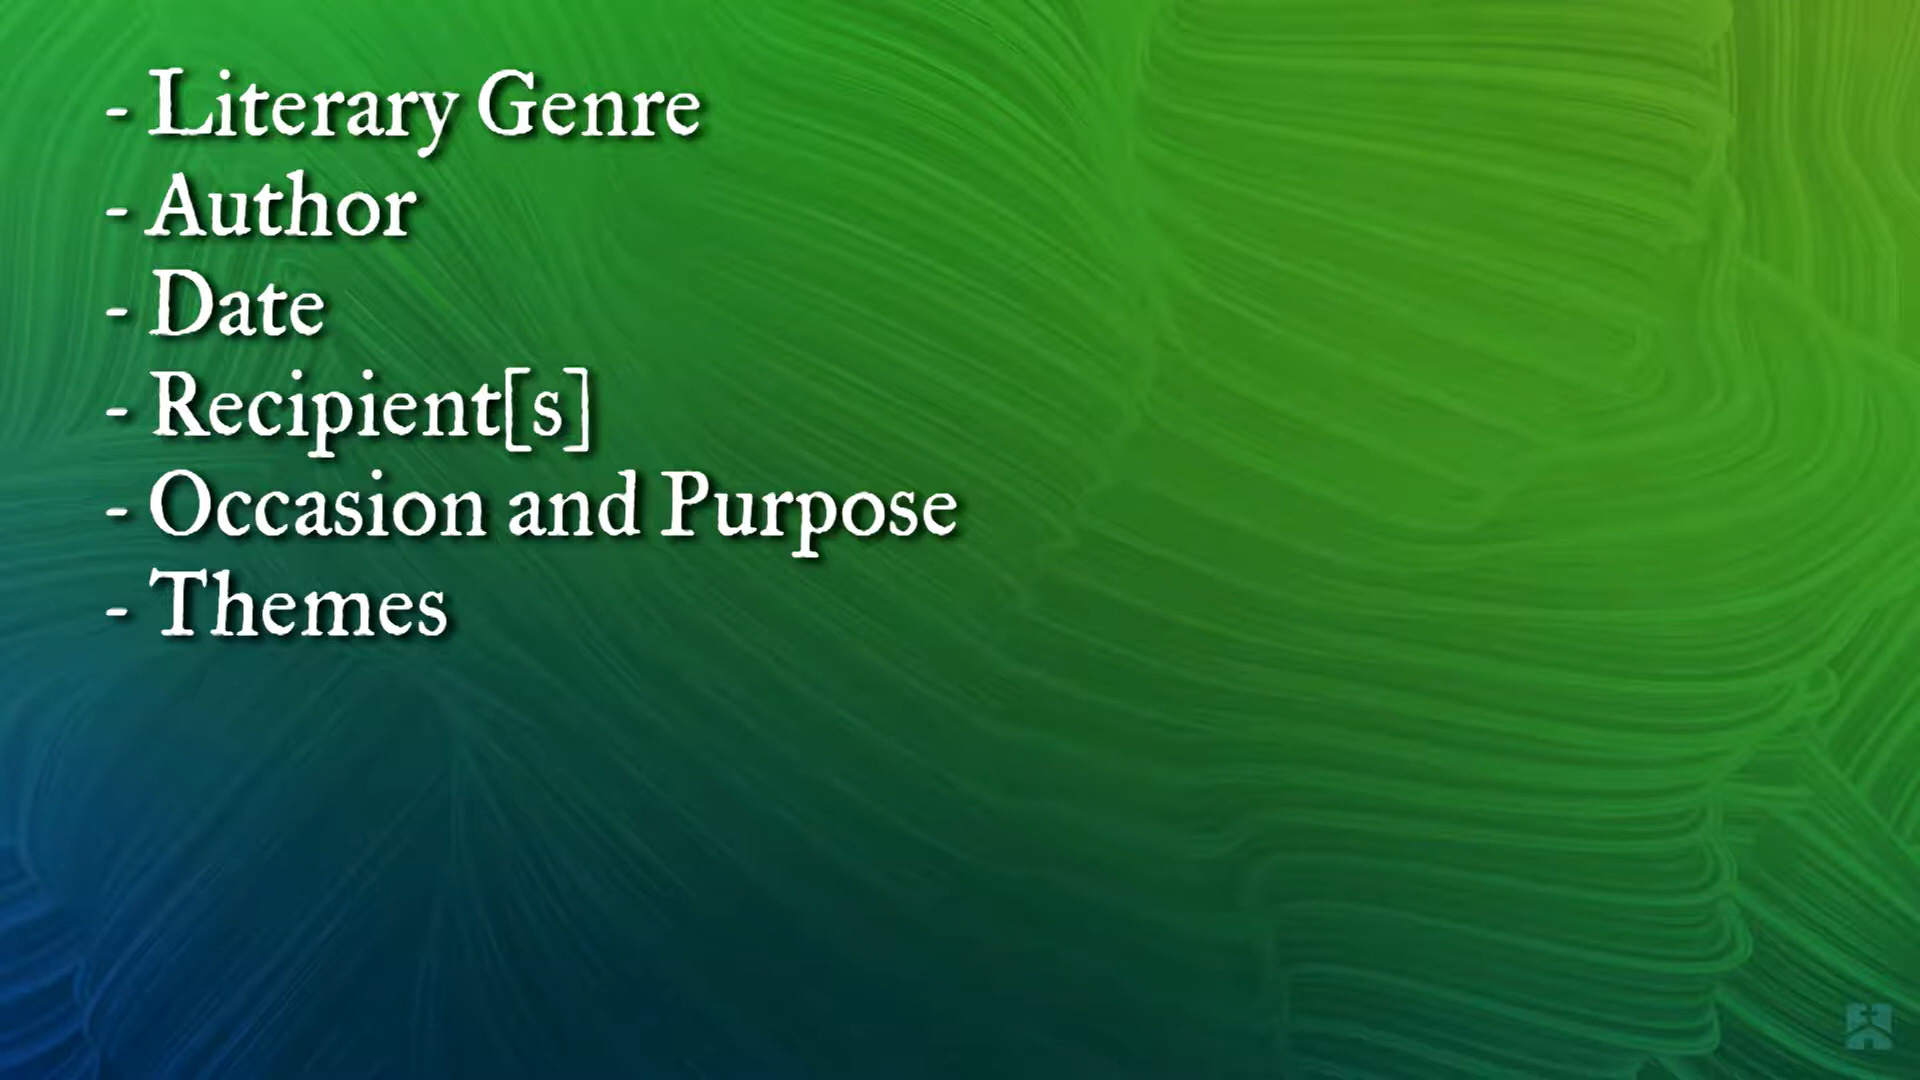 - Literary Genre
- Author
- Date
- Recipient[s]
- Occasion and Purpose
- Themes